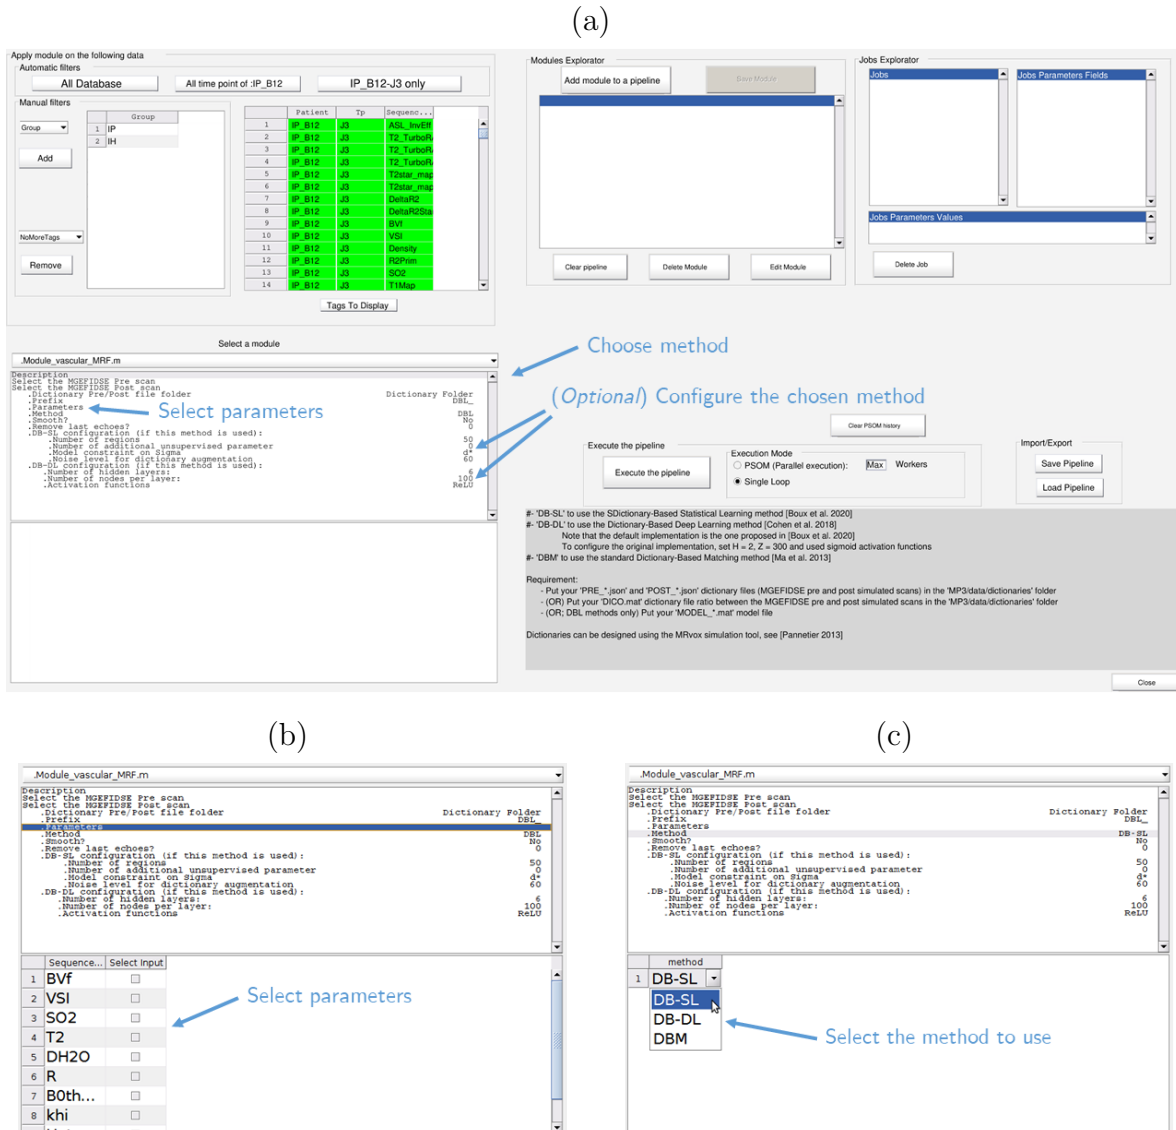 (a)
Apply module on the following data
Automatic filters
All Database
All time point of :IP_B12
IP_B12-J3 only
Manual filters
Group
Add
NoMoreTags
Remove
Group
1 IP
2 IH
Patient Tp Sequenc...
1 IP_B12 J3 ASL_InvEff
2 IP_B12 J3 T2_TurboR
3 IP_B12 J3 T2_TurboR
4 IP_B12 J3 T2_TurboR
5 IP_B12 J3 T2star_map
6 IP_B12 J3 T2star_map
7 IP_B12 J3 DeltaR2
8 IP_B12 J3 DeltaR2Sta
9 IP_B12 J3 BVf
10 IP_B12 J3 VSI
11 IP_B12 J3 Density
12 IP_B12 J3 R2Prim
13 IP_B12 J3 SO2
14 IP_B12 J3 T1Map
Tags To Display
Modules Explorator
Add module to a pipeline
Save Module
Clear pipeline
Delete Module
Edit Module
Jobs Explorator
Jobs
Jobs Parameters Fields
Jobs Parameters Values
Delete Job
Select a module
.Module_vascular_MRF.m
Description
Select the MGEFIDSE Pre scan
Select the MGEFIDSE Post scan
.Dictionary Pre/Post file folder Dictionary Folder
.Prefix DBL_
.Parameters
.Method DBL
.Smooth? No
.Remove last echoes? 0
.DB-SL configuration (if this method is used):
.Number of regions 50
.Number of additional unsupervised parameter 0
.Model constraint on Sigma d*
.Noise level for dictionary augmentation 60
.DB-DL configuration (if this method is used):
.Number of hidden layers: 6
.Number of nodes per layer: 100
.Activation functions ReLU
Choose method
Select parameters
(Optional) Configure the chosen method
Clear PSOM history
Execute the pipeline
Execute the pipeline
Execution Mode
PSOM (Parallel execution): Max Workers
Single Loop
Import/Export
Save Pipeline
Load Pipeline
#- 'DB-SL' to use the SDictionary-Based Statistical Learning method [Boux et al. 2020]
#- 'DB-DL' to use the Dictionary-Based Deep Learning method [Cohen et al. 2018]
Note that the default implementation is the one proposed in [Boux et al. 2020]
To configure the original implementation, set H = 2, Z = 300 and used sigmoid activation functions
#- 'DBM' to use the standard Dictionary-Based Matching method [Ma et al. 2013]
Requirement:
- Put your 'PRE_*.json' and 'POST_*.json' dictionary files (MGEFIDSE pre and post simulated scans) in the 'MP3/data/dictionaries' folder
- (OR) Put your 'DICO.mat' dictionary file ratio between the MGEFIDSE pre and post simulated scans in the 'MP3/data/dictionaries' folder
- (OR; DBL methods only) Put your 'MODEL_*.mat' model file
Dictionaries can be designed using the MRvox simulation tool, see [Pannetier 2013]
Close
(b)
.Module_vascular_MRF.m
Description
Select the MGEFIDSE Pre scan
Select the MGEFIDSE Post scan
.Dictionary Pre/Post file folder Dictionary Folder
.Prefix DBL_
.Parameters
.Method DBL
.Smooth? No
.Remove last echoes? 0
.DB-SL configuration (if this method is used):
.Number of regions 50
.Number of additional unsupervised parameter 0
.Model constraint on Sigma d*
.Noise level for dictionary augmentation 60
.DB-DL configuration (if this method is used):
.Number of hidden layers: 6
.Number of nodes per layer: 100
.Activation functions ReLU
Sequence... Select Input
1 BVf
2 VSI
3 SO2
4 T2
5 DH2O
6 R
7 B0th...
8 khi
Select parameters
(c)
.Module_vascular_MRF.m
Description
Select the MGEFIDSE Pre scan
Select the MGEFIDSE Post scan
.Dictionary Pre/Post file folder Dictionary Folder
.Prefix DBL_
.Parameters
.Method DB-SL
.Smooth? No
.Remove last echoes? 0
.DB-SL configuration (if this method is used):
.Number of regions 50
.Number of additional unsupervised parameter 0
.Model constraint on Sigma d*
.Noise level for dictionary augmentation 60
.DB-DL configuration (if this method is used):
.Number of hidden layers: 6
.Number of nodes per layer: 100
.Activation functions ReLU
method
1 DB-SL
DB-SL
DB-DL
DBM
Select the method to use